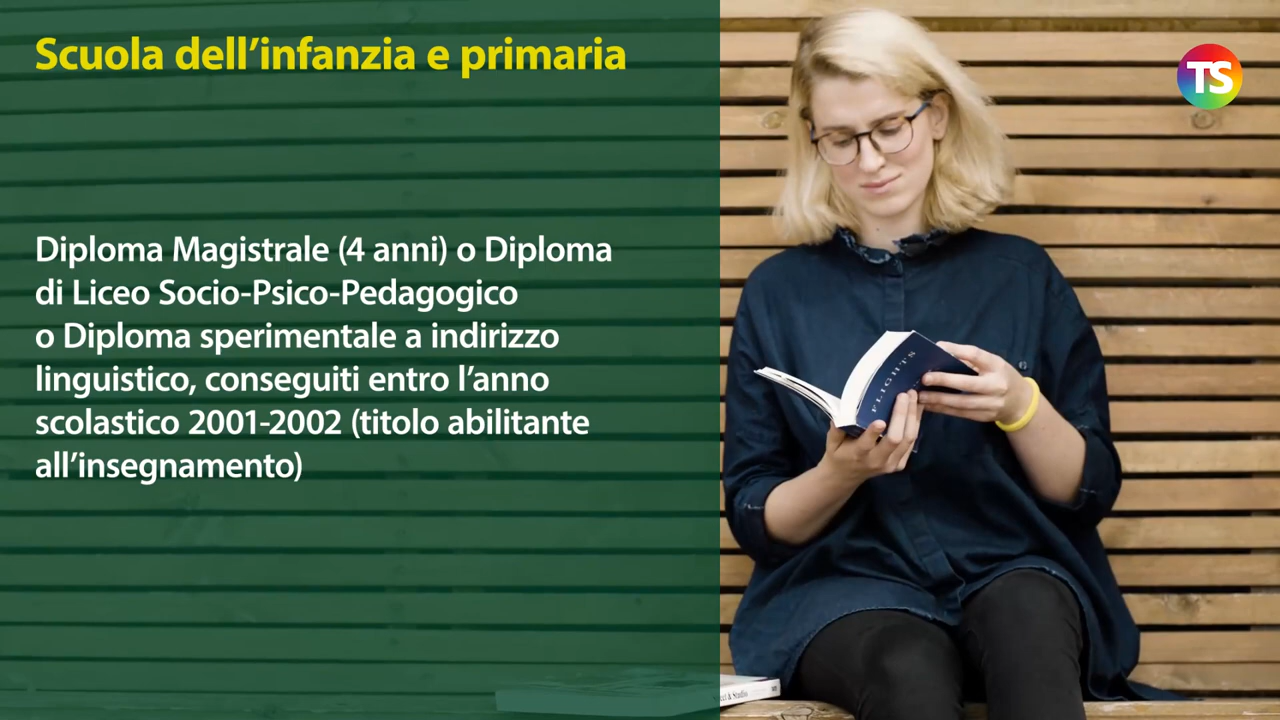 Scuola dell’infanzia e primaria
TS
Diploma Magistrale (4 anni) o Diploma
di Liceo Socio-Psico-Pedagogico
o Diploma sperimentale a indirizzo
linguistico, conseguiti entro l’anno
scolastico 2001-2002 (titolo abilitante
all’insegnamento)
FLIGHTS
& Studio